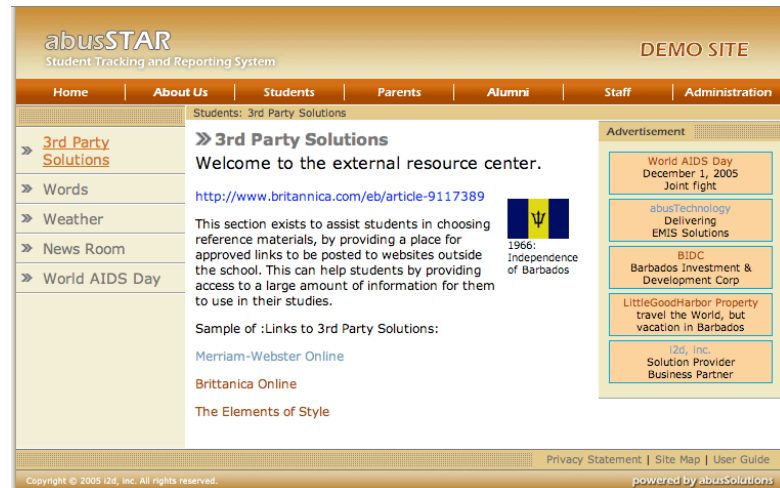 abusSTAR
Student Tracking and Reporting System
DEMO SITE
Home
About Us
Students
Parents
Alumni
Staff
Administration
Students: 3rd Party Solutions
3rd Party
Solutions
Words
Weather
News Room
World AIDS Day
3rd Party Solutions
Welcome to the external resource center.
http://www.britannica.com/eb/article-9117389
This section exists to assist students in choosing
reference materials, by providing a place for
approved links to be posted to websites outside
the school. This can help students by providing
access to a large amount of information for them
to use in their studies.
1966:
Independence
of Barbados
Sample of :Links to 3rd Party Solutions:
Merriam-Webster Online
Brittanica Online
The Elements of Style
Advertisement
World AIDS Day
December 1, 2005
Joint fight
abusTechnology
Delivering
EMIS Solutions
BIDC
Barbados Investment &
Development Corp
LittleGoodHarbor Property
travel the World, but
vacation in Barbados
i2d, inc.
Solution Provider
Business Partner
Privacy Statement | Site Map | User Guide
Copyright © 2005 i2d, inc. All rights reserved.
powered by abusSolutions